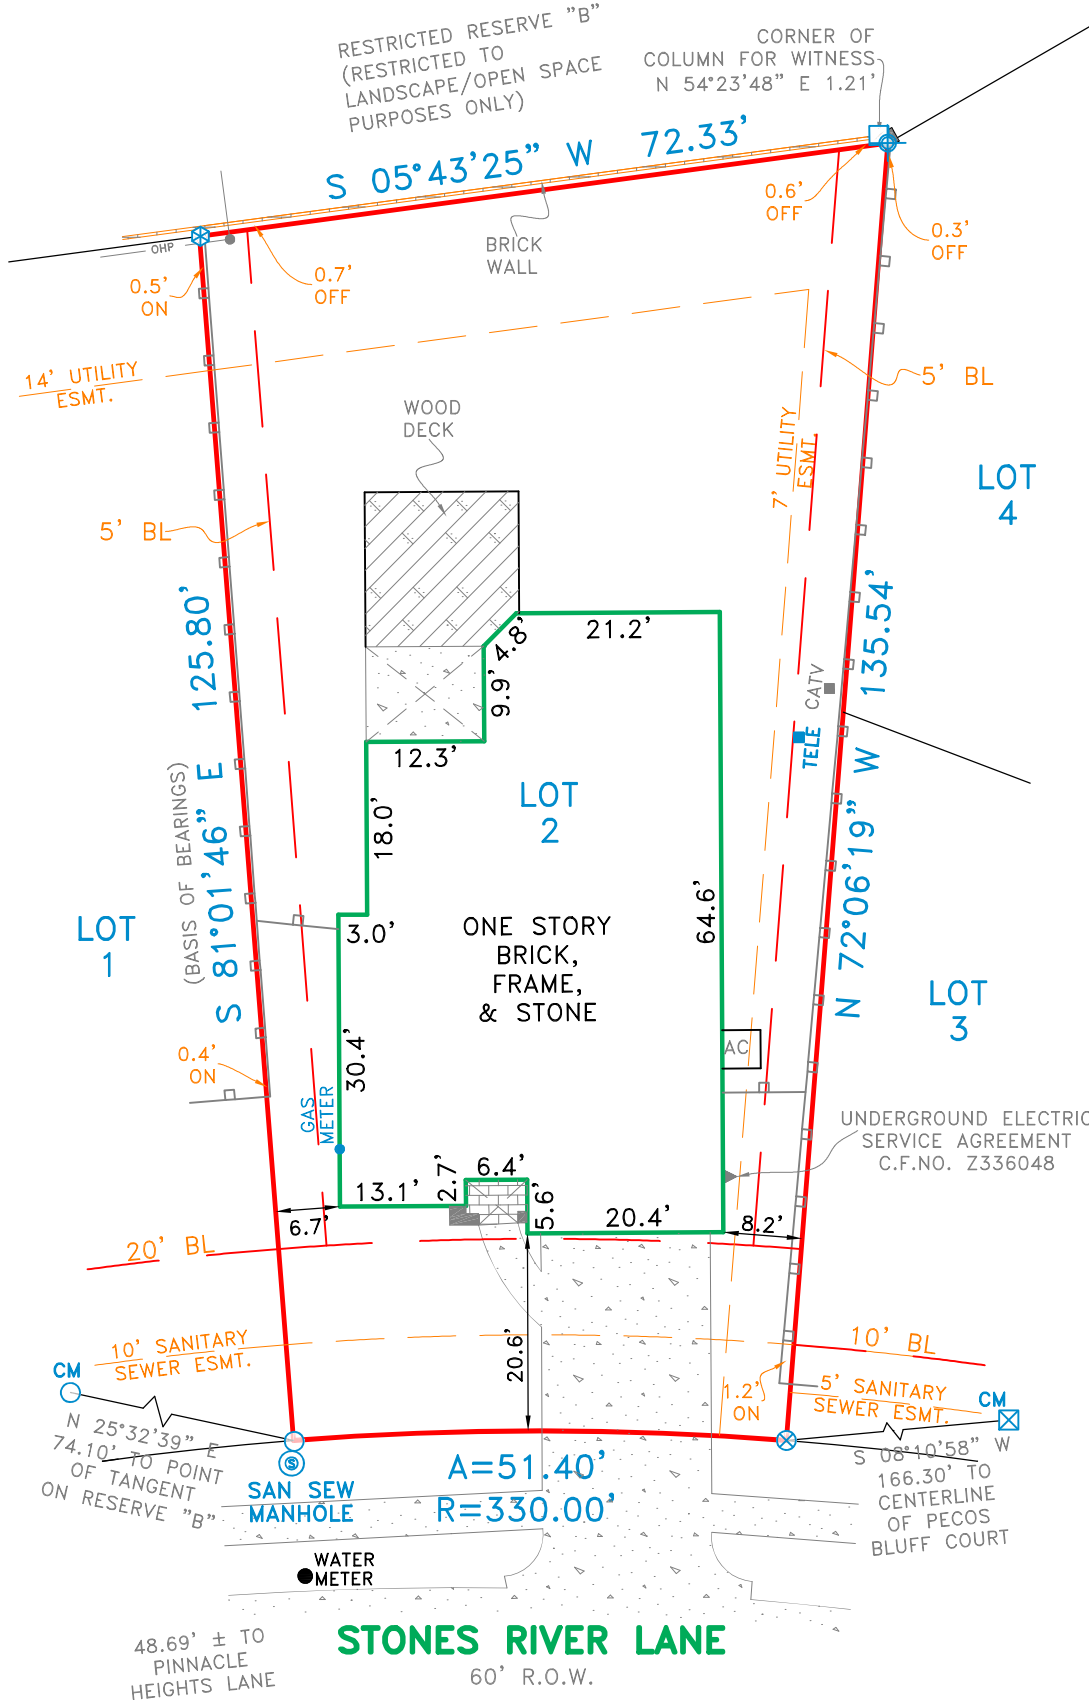 RESTRICTED RESERVE "B"
(RESTRICTED TO
LANDSCAPE/OPEN SPACE
PURPOSES ONLY)
CORNER OF
COLUMN FOR WITNESS
N 54°23'48" E 1.21'
S 05°43'25" W 72.33'
0.6'
OFF
0.3'
OFF
OHP
BRICK
WALL
0.5'
ON
0.7'
OFF
14' UTILITY
ESMT.
5' BL
WOOD
DECK
7' UTILITY
ESMT.
LOT
4
5' BL
125.80'
135.54'
21.2'
4.8'
9.9'
CATV
TELE
12.3'
LOT
2
18.0'
S 81°01'46" E
(BASIS OF BEARINGS)
N 72°06'19" W
64.6'
LOT
1
3.0'
ONE STORY
BRICK,
FRAME,
& STONE
LOT
3
30.4'
AC
0.4'
ON
GAS
METER
UNDERGROUND ELECTRIC
SERVICE AGREEMENT
C.F.NO. Z336048
13.1'
2.7'
6.4'
5.6'
20.4'
6.7'
8.2'
20' BL
20.6'
10' SANITARY
SEWER ESMT.
10' BL
CM
1.2'
ON
5' SANITARY
SEWER ESMT.
CM
N 25°32'39" E
74.10' TO POINT
OF TANGENT
ON RESERVE "B"
SAN SEW
MANHOLE
S
A=51.40'
R=330.00'
S 08°10'58" W
166.30' TO
CENTERLINE
OF PECOS
BLUFF COURT
WATER
METER
STONES RIVER LANE
60' R.O.W.
48.69' ± TO
PINNACLE
HEIGHTS LANE